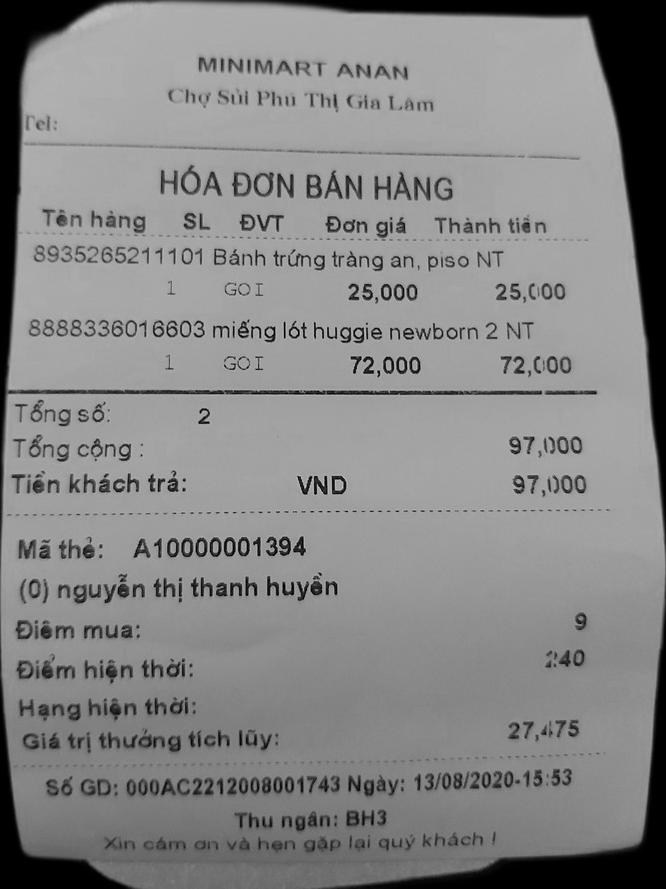 MINIMART ANAN
Chợ Sủi Phú Thị Gia Lâm
Tel:
HÓA ĐƠN BÁN HÀNG
Tên hàng SL ĐVT Đơn giá Thành tiền
8935265211101 Bánh trứng tràng an, piso NT
1 GOI 25,000 25,000
8888336016603 miếng lót huggie newborn 2 NT
1 GOI 72,000 72,000
Tổng số: 2
Tổng cộng : 97,000
Tiền khách trả: VND 97,000
Mã thẻ: A10000001394
(0) nguyễn thị thanh huyền
Điểm mua: 9
Điểm hiện thời: 240
Hạng hiện thời:
Giá trị thưởng tích lũy: 27,475
Số GD: 000AC2212008001743 Ngày: 13/08/2020-15:53
Thu ngân: BH3
Xin cám ơn và hẹn gặp lại quý khách !